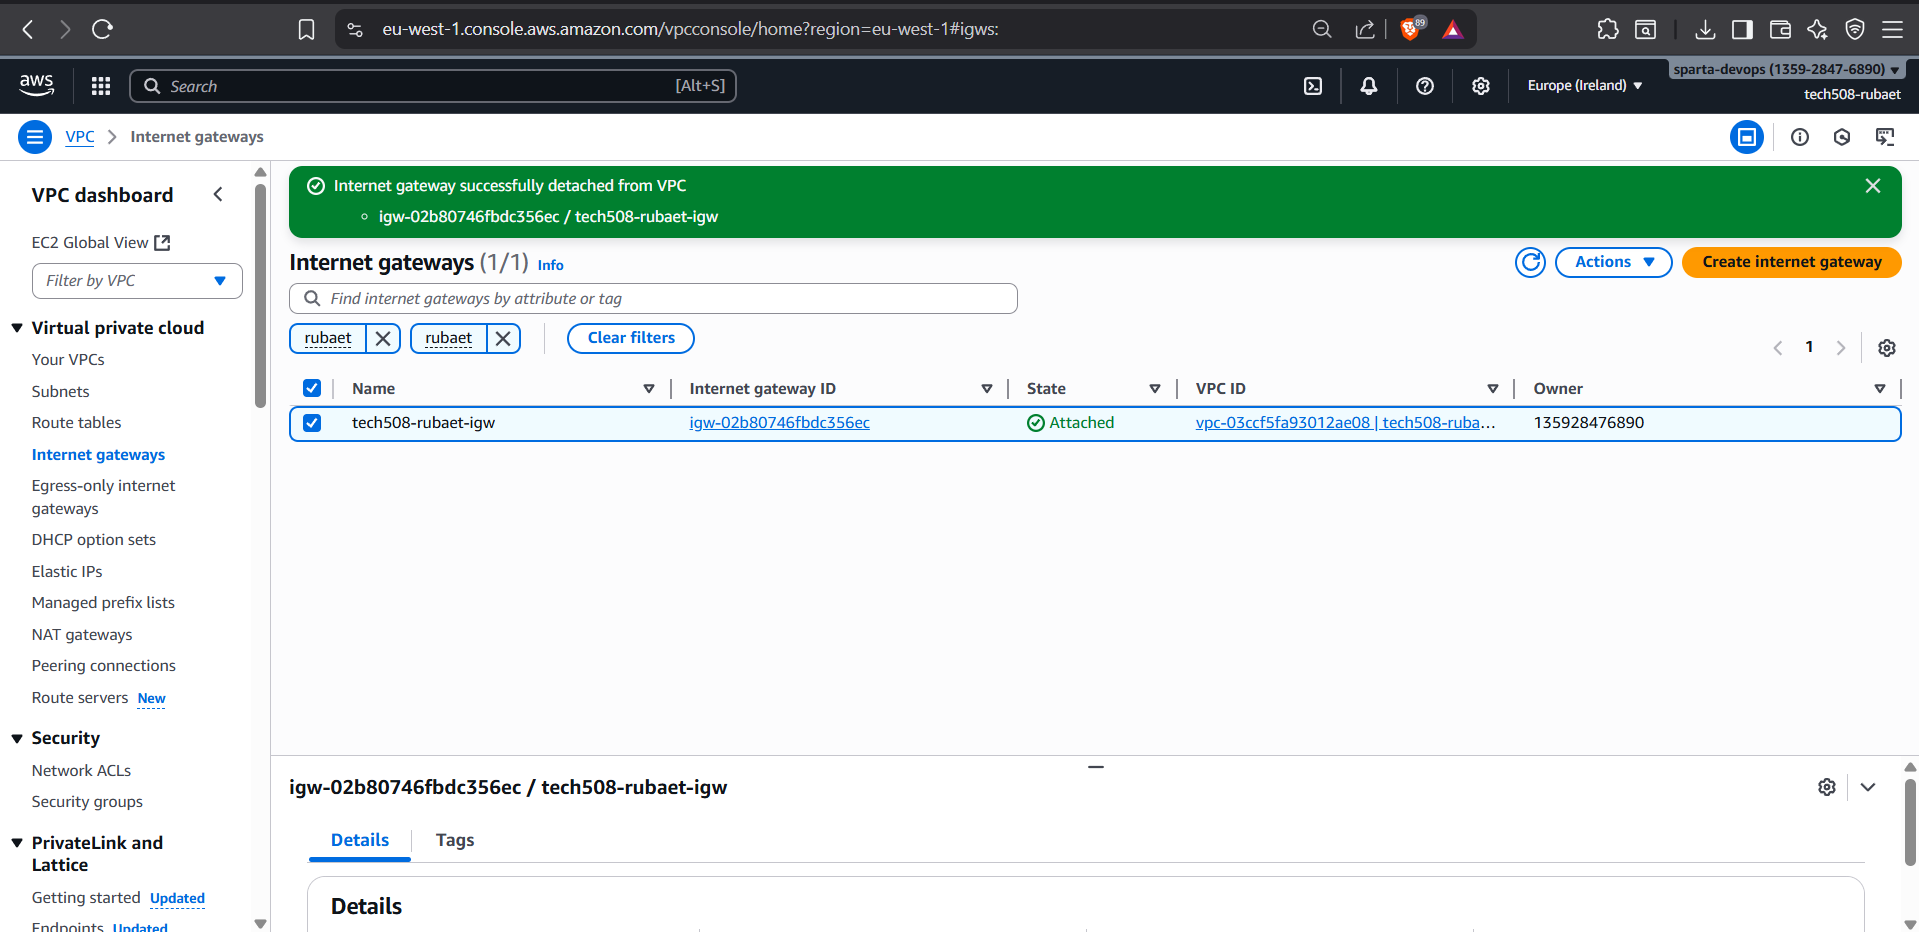 eu-west-1.console.aws.amazon.com/vpcconsole/home?region=eu-west-1#igws:
89
aws
Search
[Alt+S]
Europe (Ireland)
sparta-devops (1359-2847-6890)
tech508-rubaet
VPC
Internet gateways
VPC dashboard
EC2 Global View
Filter by VPC
Virtual private cloud
Your VPCs
Subnets
Route tables
Internet gateways
Egress-only internet
gateways
DHCP option sets
Elastic IPs
Managed prefix lists
NAT gateways
Peering connections
Route servers New
Security
Network ACLs
Security groups
PrivateLink and
Lattice
Getting started Updated
Endpoints Updated
Internet gateway successfully detached from VPC
igw-02b80746fbdc356ec / tech508-rubaet-igw
Internet gateways (1/1) Info
Actions
Create internet gateway
Find internet gateways by attribute or tag
rubaet
rubaet
Clear filters
1
Name Internet gateway ID State VPC ID Owner
tech508-rubaet-igw igw-02b80746fbdc356ec Attached vpc-03ccf5fa93012ae08 | tech508-ruba… 135928476890
igw-02b80746fbdc356ec / tech508-rubaet-igw
Details Tags
Details